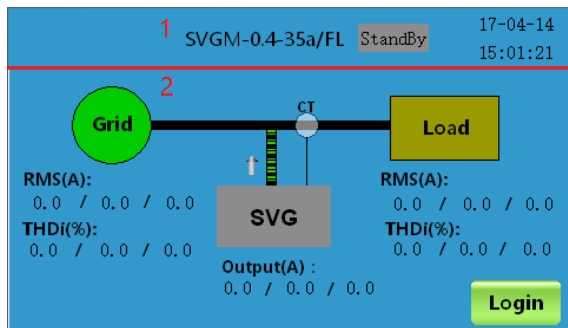 1 SVGM-0.4-35a/FL StandBy 17-04-14
15:01:21
2
CT
Grid
Load
RMS(A):
0.0 / 0.0 / 0.0
THDi(%):
0.0 / 0.0 / 0.0
SVG
Output(A) :
0.0 / 0.0 / 0.0
RMS(A):
0.0 / 0.0 / 0.0
THDi(%):
0.0 / 0.0 / 0.0
Login